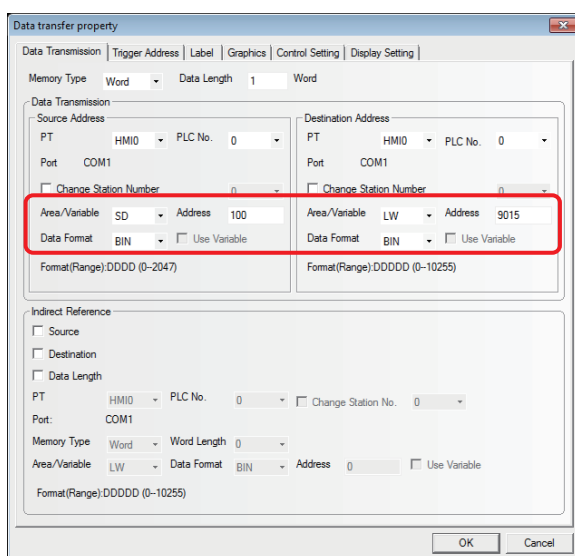 Data transfer property
Data Transmission Trigger Address Label Graphics Control Setting Display Setting
Memory Type Word Data Length 1 Word
Data Transmission
Source Address
PT HMI0 PLC No. 0
Port COM1
Change Station Number 0
Area/Variable SD Address 100
Data Format BIN Use Variable
Format(Range):DDDD (0--2047)
Destination Address
PT HMI0 PLC No. 0
Port COM1
Change Station Number 0
Area/Variable LW Address 9015
Data Format BIN Use Variable
Format(Range):DDDDD (0--10255)
Indirect Reference
Source
Destination
Data Length
PT HMI0 PLC No. 0 Change Station No. 0
Port: COM1
Memory Type Word Word Length 0
Area/Variable LW Data Format BIN Address 0 Use Variable
Format(Range):DDDDD (0--10255)
OK Cancel